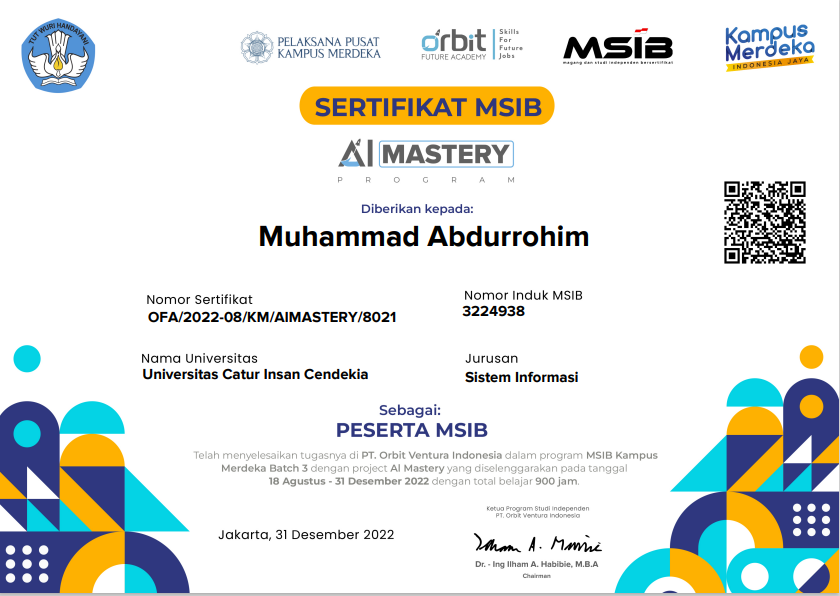 TUT WURI HANDAYANI
PELAKSANA PUSAT
KAMPUS MERDEKA
Orbit
FUTURE ACADEMY
Skills
For
Future
Jobs
MSIB
magang dan studi independen bersertifikat
Kampus
Merdeka
INDONESIA JAYA
SERTIFIKAT MSIB
AI MASTERY
PROGRAM
Diberikan kepada:
Muhammad Abdurrohim
Nomor Sertifikat
OFA/2022-08/KM/AIMASTERY/8021
Nomor Induk MSIB
3224938
Nama Universitas
Universitas Catur Insan Cendekia
Jurusan
Sistem Informasi
Sebagai:
PESERTA MSIB
Telah menyelesaikan tugasnya di PT. Orbit Ventura Indonesia dalam program MSIB Kampus
Merdeka Batch 3 dengan project AI Mastery yang diselenggarakan pada tanggal
18 Agustus - 31 Desember 2022 dengan total belajar 900 jam.
Jakarta, 31 Desember 2022
Ketua Program Studi Independen
PT. Orbit Ventura Indonesia
Dr. - Ing Ilham A. Habibie, M.B.A
Chairman